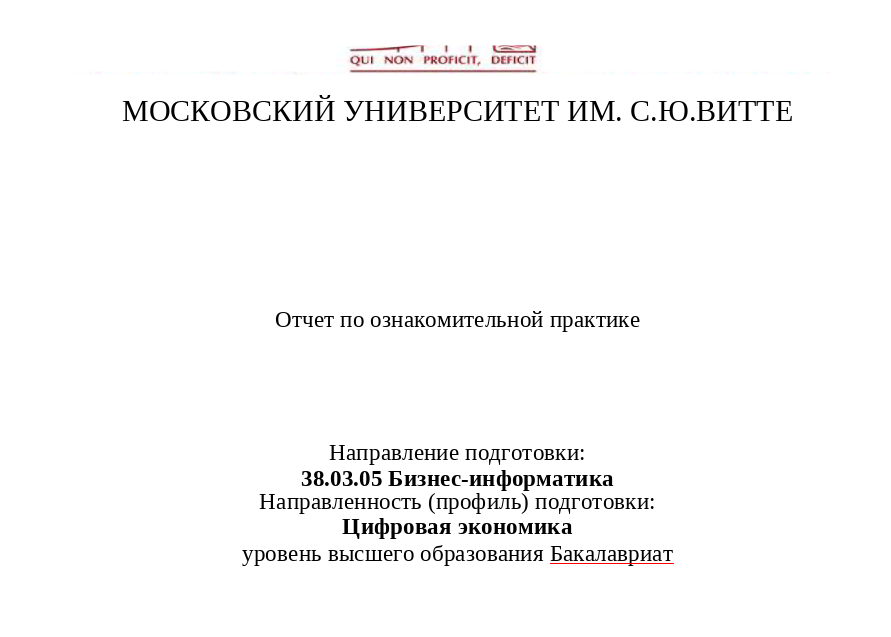 QUI NON PROFICIT, DEFICIT
МОСКОВСКИЙ УНИВЕРСИТЕТ ИМ. С.Ю.ВИТТЕ
Отчет по ознакомительной практике
Направление подготовки:
38.03.05 Бизнес-информатика
Направленность (профиль) подготовки:
Цифровая экономика
уровень высшего образования Бакалавриат